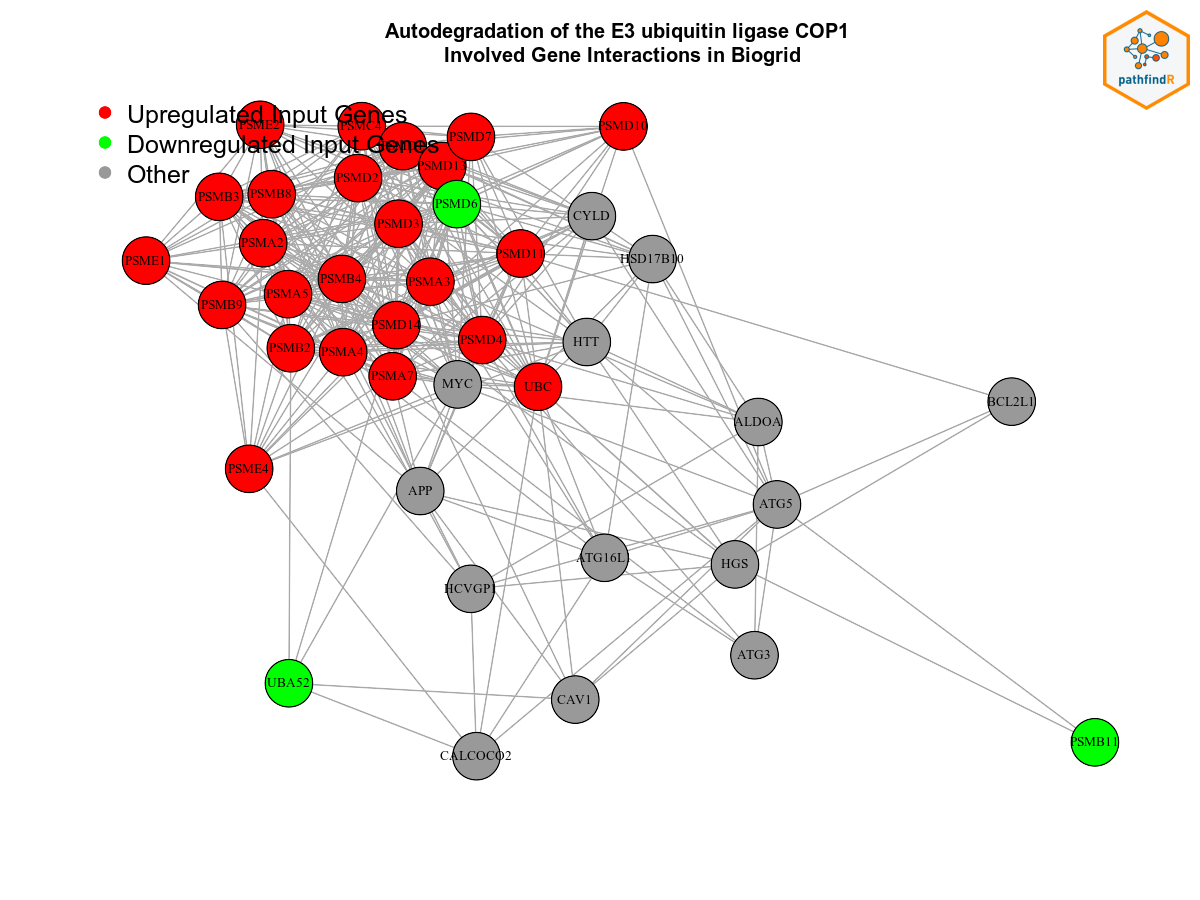 Autodegradation of the E3 ubiquitin ligase COP1
Involved Gene Interactions in Biogrid
pathfindR
Upregulated Input Genes
Downregulated Input Genes
Other
PSME2
PSMC4
PSMD7
PSMD10
PSMD13
PSMD2
PSMB3
PSMB8
PSMD6
CYLD
PSMD3
PSMA2
PSMD11
HSD17B10
PSME1
PSMB4
PSMA3
PSMA5
PSMB9
PSMD14
PSMD4
HTT
PSMB2
PSMA4
PSMA7
MYC
UBC
BCL2L1
ALDOA
PSME4
APP
ATG5
ATG16L1
HGS
HCVGP1
ATG3
UBA52
CAV1
PSMB11
CALCOCO2